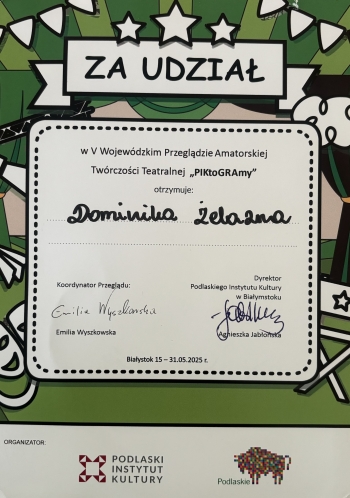 ZA UDZIAŁ
w V Wojewódzkim Przeglądzie Amatorskiej
Twórczości Teatralnej „PIKtoGRAmy"
otrzymuje:
Dominika Żelazna
Koordynator Przeglądu:
Emilia Wyszkowska
Emilia Wyszkowska
Dyrektor
Podlaskiego Instytutu Kultury
w Białymstoku
Agnieszka Jabłońska
Białystok 15 – 31.05.2025 r.
ORGANIZATOR:
PODLASKI
INSTYTUT
KULTURY
Podlaskie